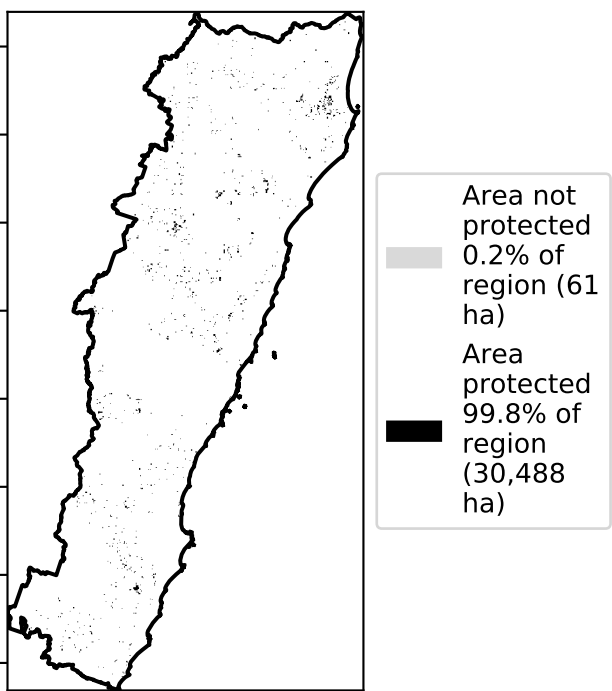 Area not
protected
0.2% of
region (61
ha)
Area
protected
99.8% of
region
(30,488
ha)